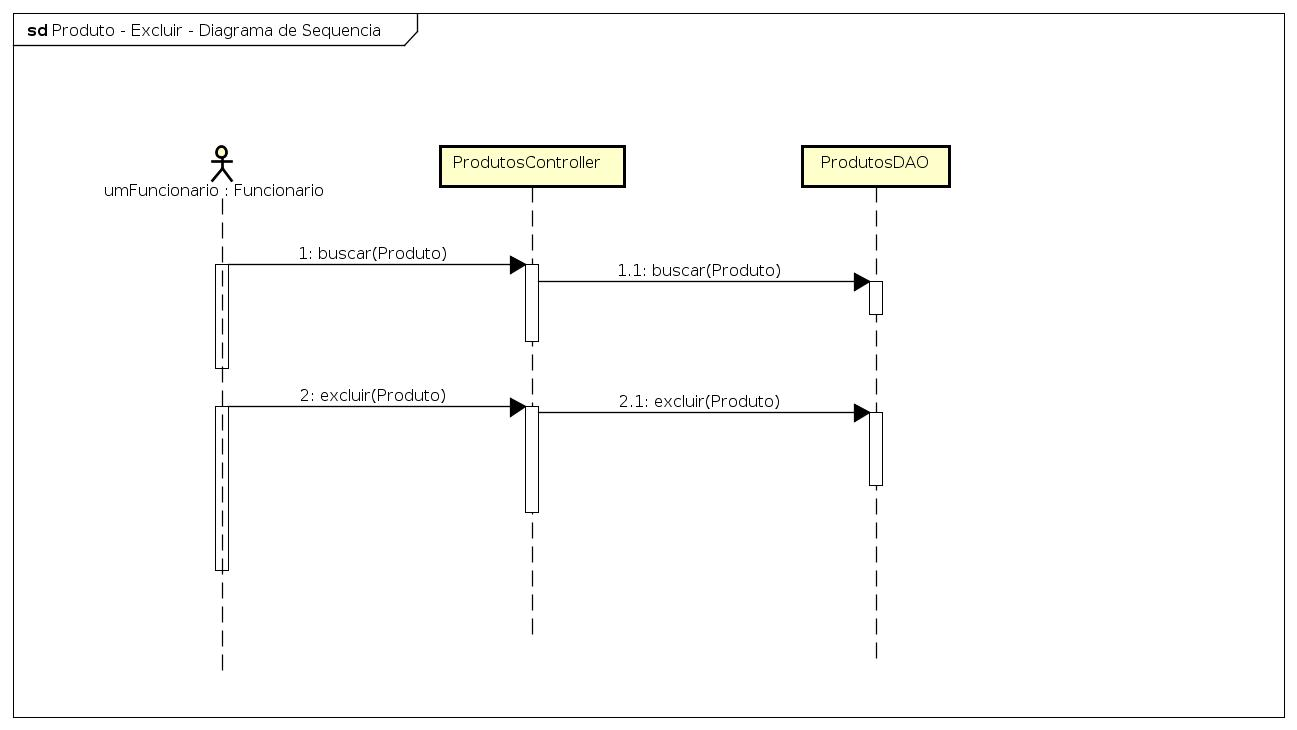 sd Produto - Excluir - Diagrama de Sequencia
umFuncionario : Funcionario
ProdutosController
ProdutosDAO
1: buscar(Produto)
1.1: buscar(Produto)
2: excluir(Produto)
2.1: excluir(Produto)